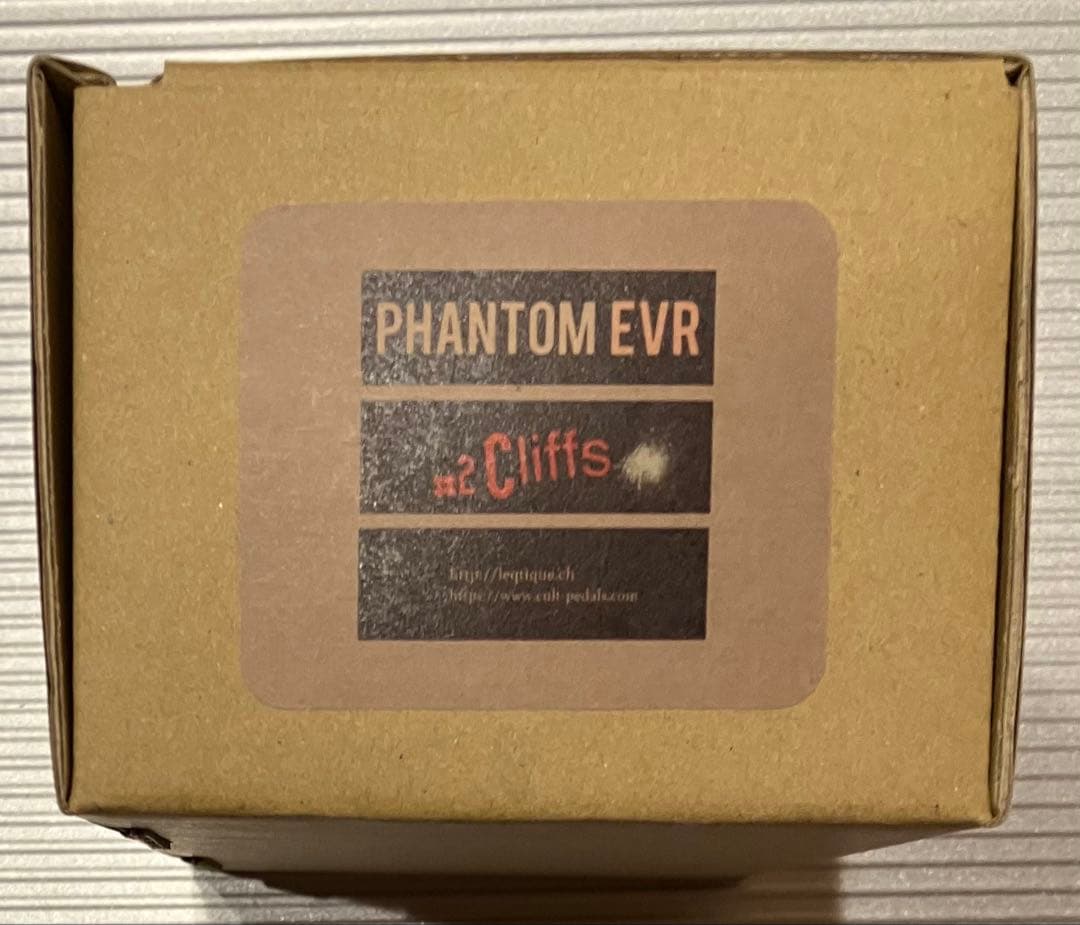 PHANTOM EVR
#2 Cliffs
http://leqtique.ch
https://www.cult-pedals.com